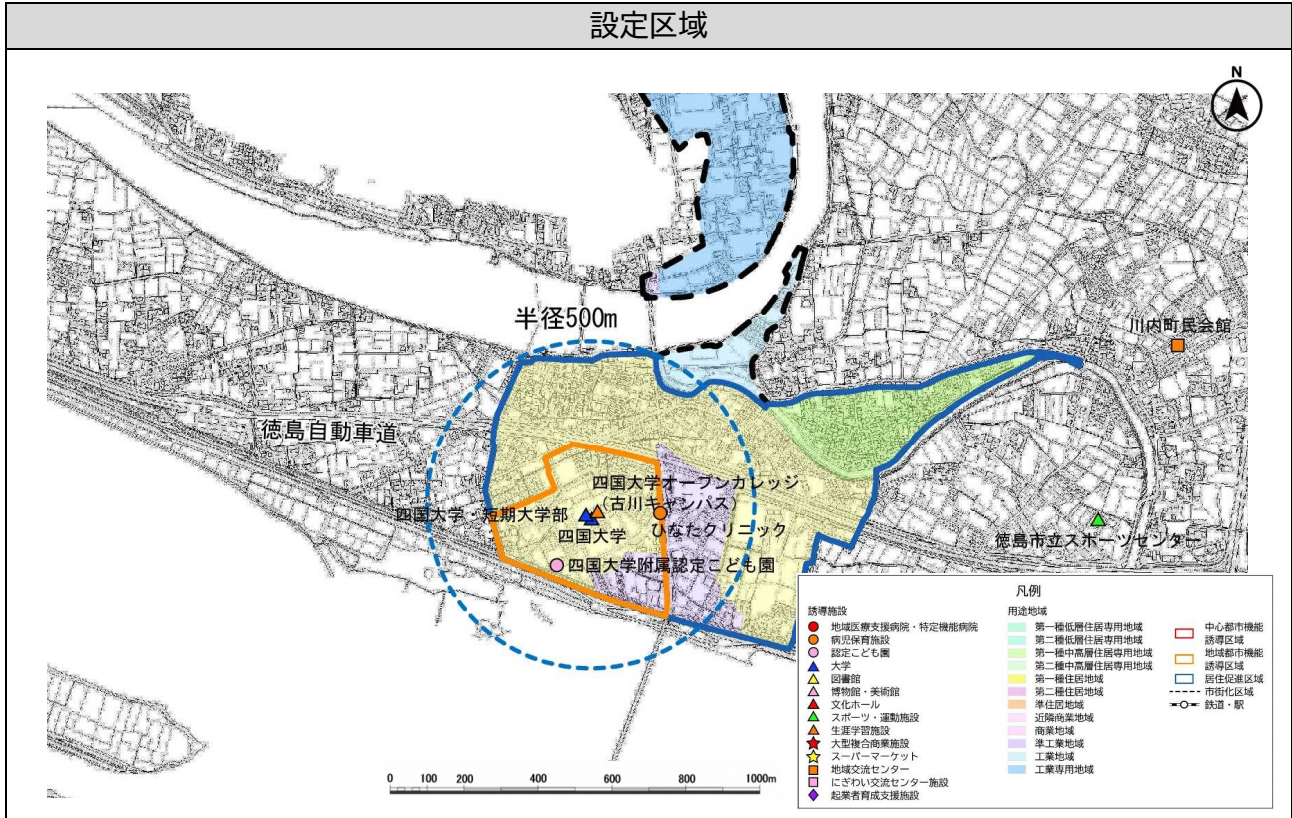 設定区域
N
半径500m
川内町民会館
徳島自動車道
四国大学オープンカレッジ
(古川キャンパス)
四国大学・短期大学部
ひなたクリニック
四国大学
徳島市立スポーツセンター
四国大学附属認定こども園
凡例
誘導施設
地域医療支援病院・特定機能病院
病児保育施設
認定こども園
大学
図書館
博物館・美術館
文化ホール
スポーツ・運動施設
生涯学習施設
大型複合商業施設
スーパーマーケット
地域交流センター
にぎわい交流センター施設
起業者育成支援施設
用途地域
第一種低層住居専用地域
第二種低層住居専用地域
第一種中高層住居専用地域
第二種中高層住居専用地域
第一種住居地域
第二種住居地域
準住居地域
近隣商業地域
商業地域
準工業地域
工業地域
工業専用地域
中心都市機能
誘導区域
地域都市機能
誘導区域
居住促進区域
市街化区域
鉄道・駅
0 100 200 400 600 800 1000m